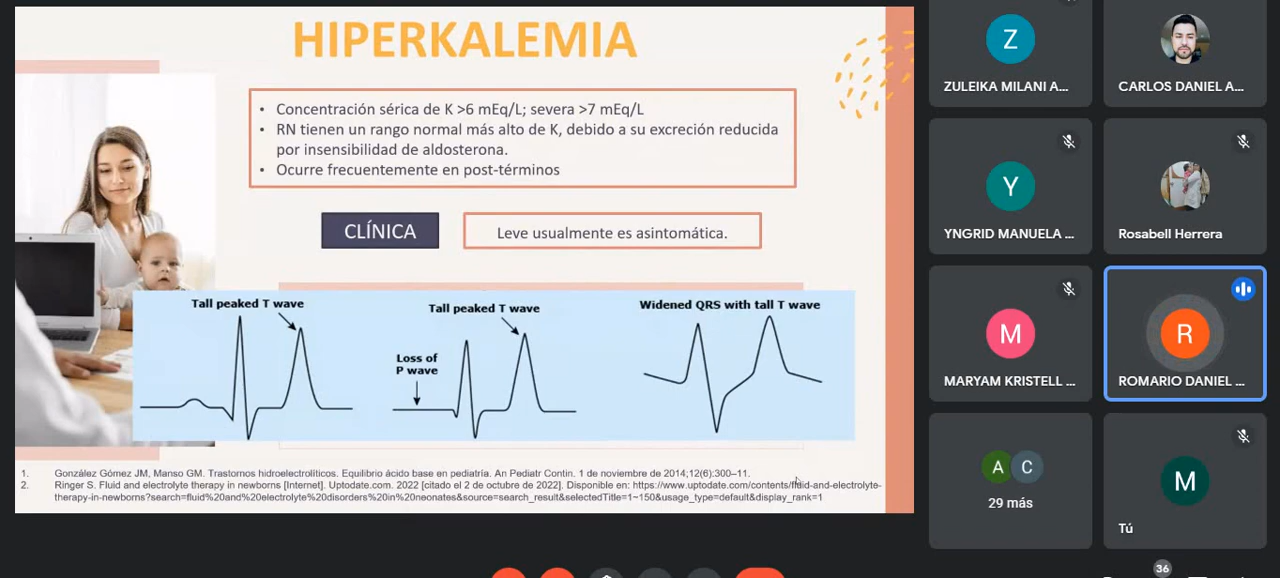 HIPERKALEMIA
• Concentración sérica de K >6 mEq/L; severa >7 mEq/L
• RN tienen un rango normal más alto de K, debido a su excreción reducida
por insensibilidad de aldosterona.
• Ocurre frecuentemente en post-términos
CLÍNICA
Leve usualmente es asintomática.
Tall peaked T wave
Loss of
P wave
Tall peaked T wave
Widened QRS with tall T wave
1. González Gómez JM, Manso GM. Trastornos hidroelectrolíticos. Equilibrio ácido base en pediatría. An Pediatr Contin. 1 de noviembre de 2014;12(6):300–11.
2. Ringer S. Fluid and electrolyte therapy in newborns [Internet]. Uptodate.com. 2022 [citado el 2 de octubre de 2022]. Disponible en: https://www.uptodate.com/contents/fluid-and-electrolyte-
therapy-in-newborns?search=fluid%20and%20electrolyte%20disorders%20in%20neonates&source=search_result&selectedTitle=1~150&usage_type=default&display_rank=1
Z
ZULEIKA MILANI A...
CARLOS DANIEL A...
Y
YNGRID MANUELA ...
Rosabell Herrera
M
MARYAM KRISTELL ...
R
ROMARIO DANIEL ...
A C
29 más
M
Tú
36